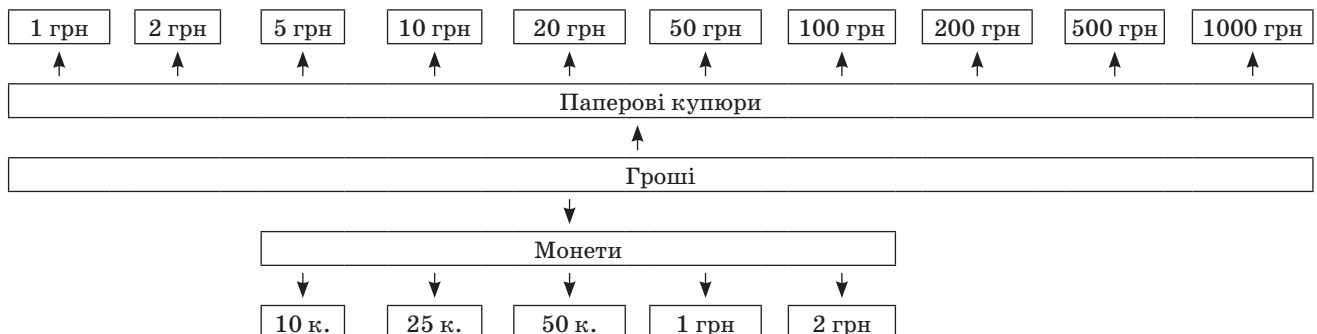 1 грн 2 грн 5 грн 10 грн 20 грн 50 грн 100 грн 200 грн 500 грн 1000 грн
Паперові купюри
Гроші
Монети
10 к. 25 к. 50 к. 1 грн 2 грн